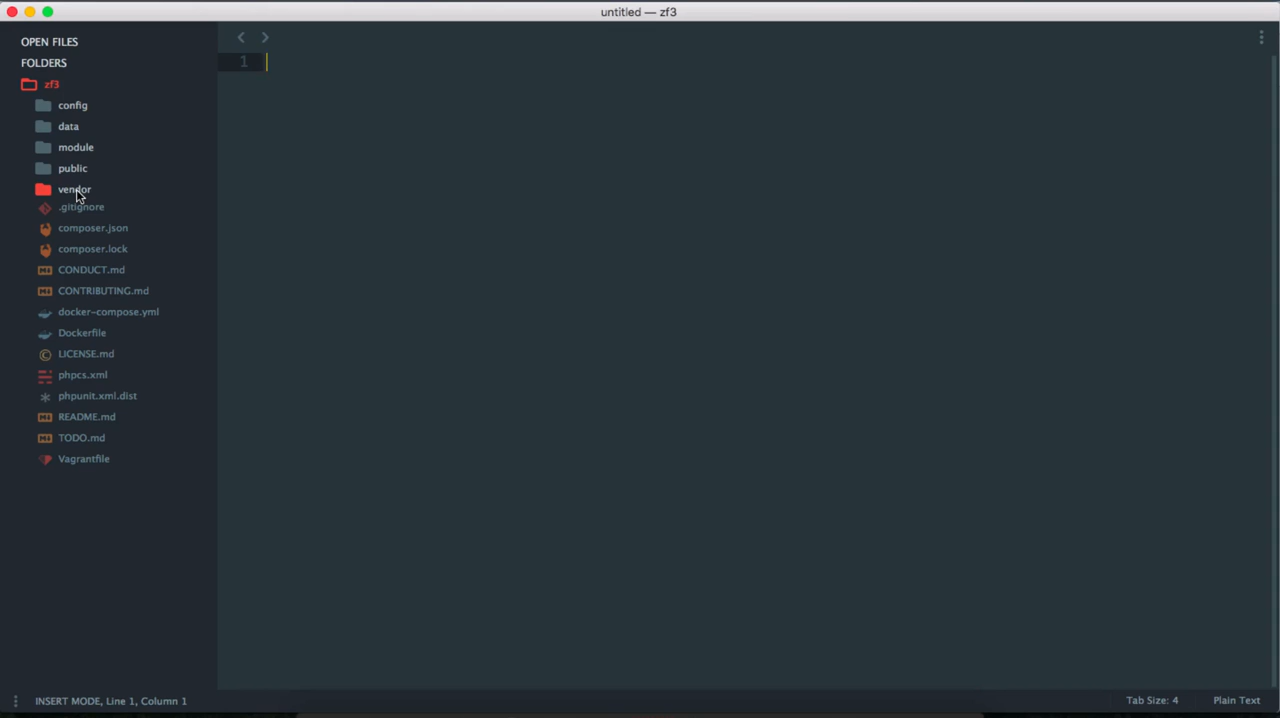 untitled — zf3
OPEN FILES
FOLDERS
zf3
config
data
module
public
vendor
.gitignore
composer.json
composer.lock
CONDUCT.md
CONTRIBUTING.md
docker-compose.yml
Dockerfile
LICENSE.md
phpcs.xml
phpunit.xml.dist
README.md
TODO.md
Vagrantfile
1
INSERT MODE, Line 1, Column 1
Tab Size: 4
Plain Text